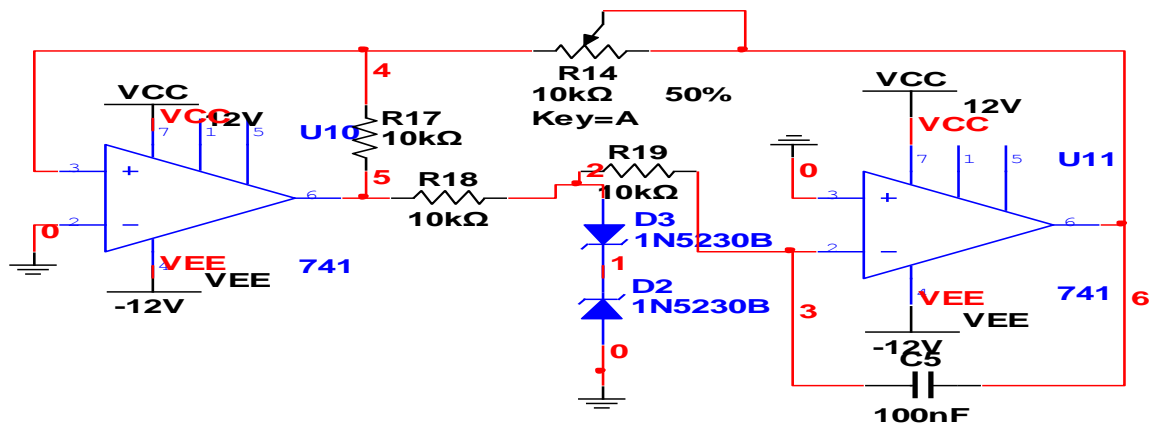 4
R14
10kΩ
50%
Key=A
VCC
VCC
12V
7
1
5
U10
R17
10kΩ
3
+
2
−
0
6
5
4
VEE
VEE
-12V
741
R18
10kΩ
2
R19
10kΩ
D3
1N5230B
1
D2
1N5230B
0
VCC
12V
VCC
7
1
5
U11
0
3
+
2
−
6
3
4
VEE
VEE
-12V
741
6
C5
100nF